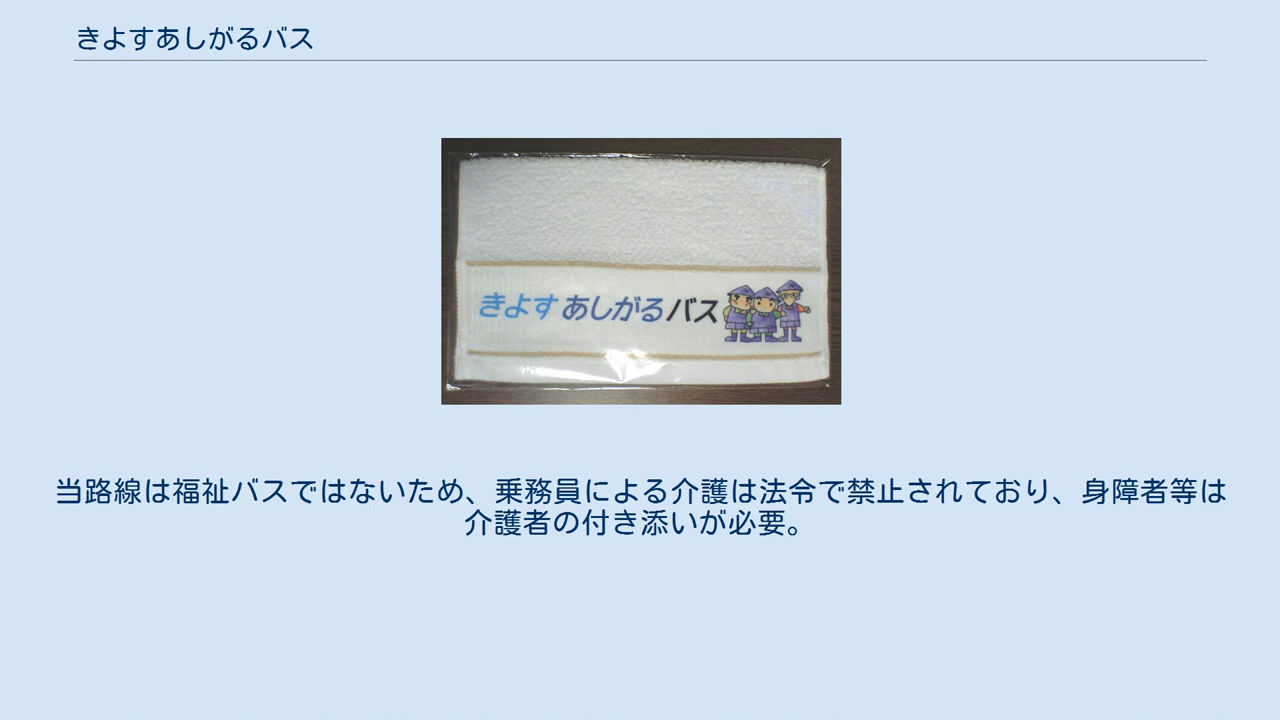 きよすあしがるバス
きよす あしがるバス
当路線は福祉バスではないため、乗務員による介護は法令で禁止されており、身障者等は
介護者の付き添いが必要。